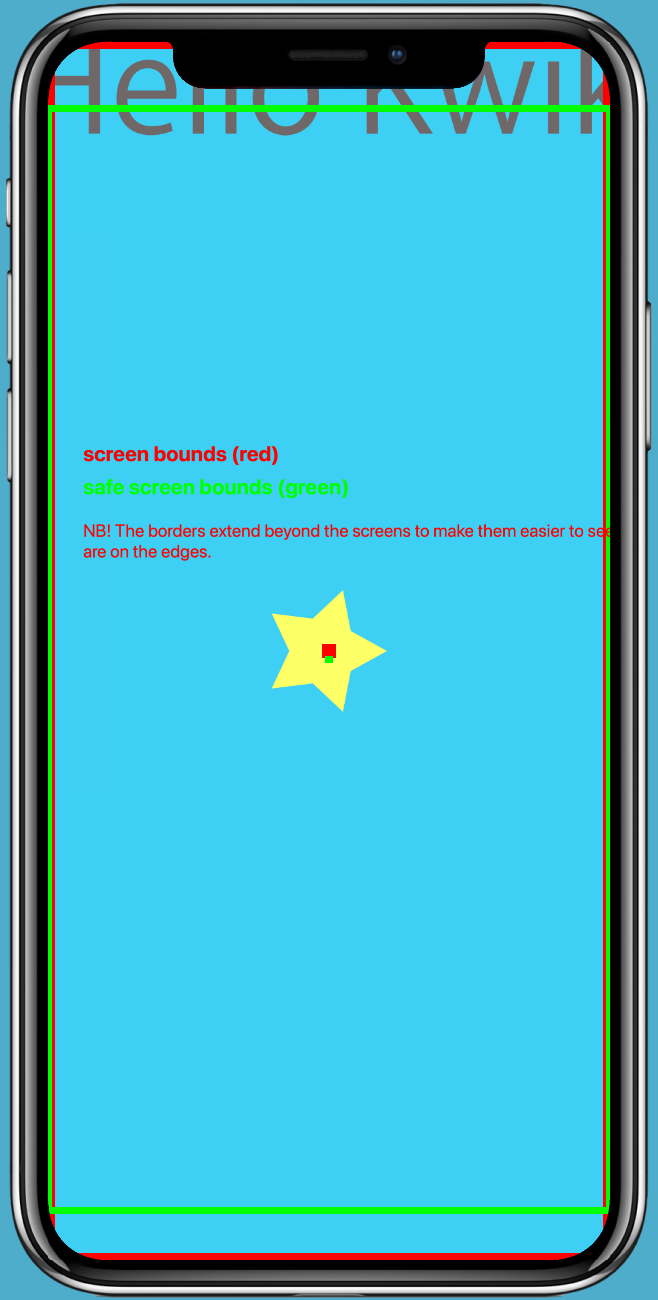 Hello Kwik
screen bounds (red)
safe screen bounds (green)
NB! The borders extend beyond the screens to make them easier to see
are on the edges.